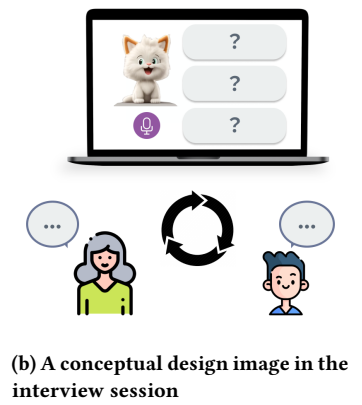 ?
?
?
...
...
(b) A conceptual design image in the
interview session